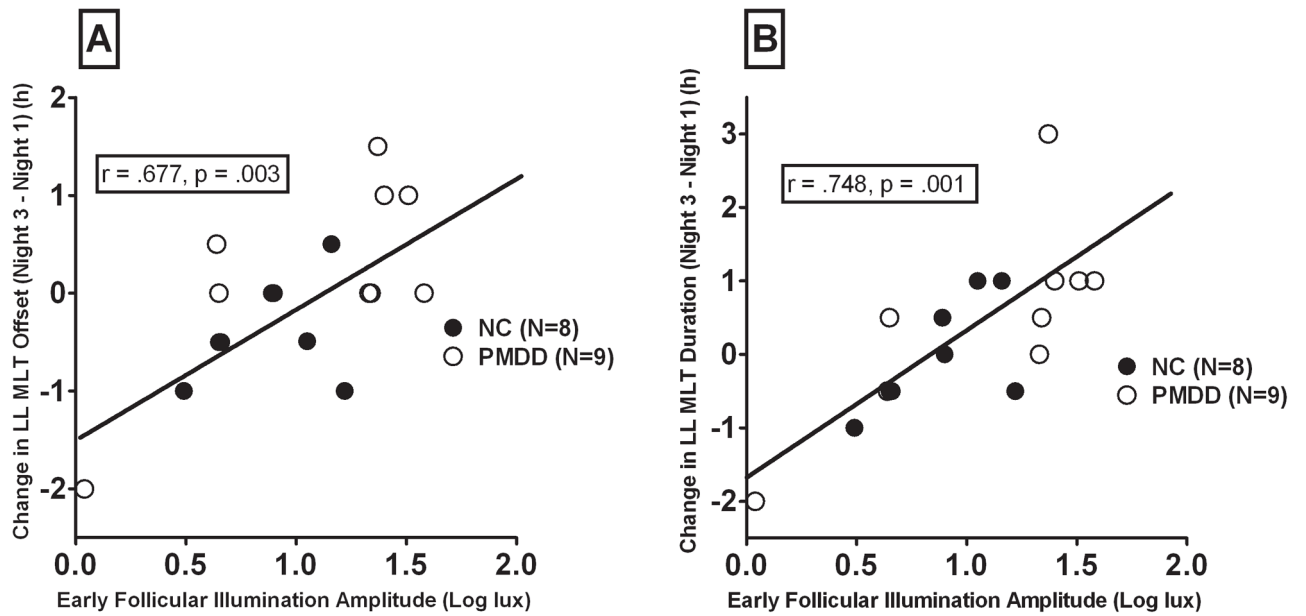 A
Change in LL MLT Offset (Night 3 - Night 1) (h)
2
1
0
-1
-2
r = .677, p = .003
NC (N=8)
PMDD (N=9)
0.0 0.5 1.0 1.5 2.0
Early Follicular Illumination Amplitude (Log lux)
B
Change in LL MLT Duration (Night 3 - Night 1) (h)
3
2
1
0
-1
-2
r = .748, p = .001
NC (N=8)
PMDD (N=9)
0.0 0.5 1.0 1.5 2.0
Early Follicular Illumination Amplitude (Log lux)